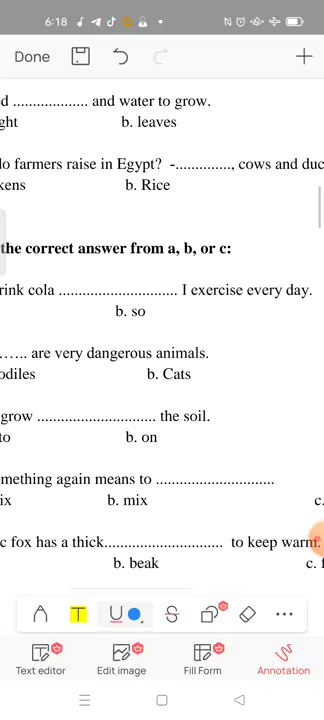 6:18
Done
ed ................... and water to grow.
ght b. leaves
do farmers raise in Egypt? -.............., cows and duc
kens b. Rice
the correct answer from a, b, or c:
rink cola .............................. I exercise every day.
b. so
…... are very dangerous animals.
odiles b. Cats
grow .............................. the soil.
to b. on
mething again means to ..............................
ix b. mix c.
c fox has a thick.............................. to keep warm.
b. beak c. f
Text editor Edit image Fill Form Annotation